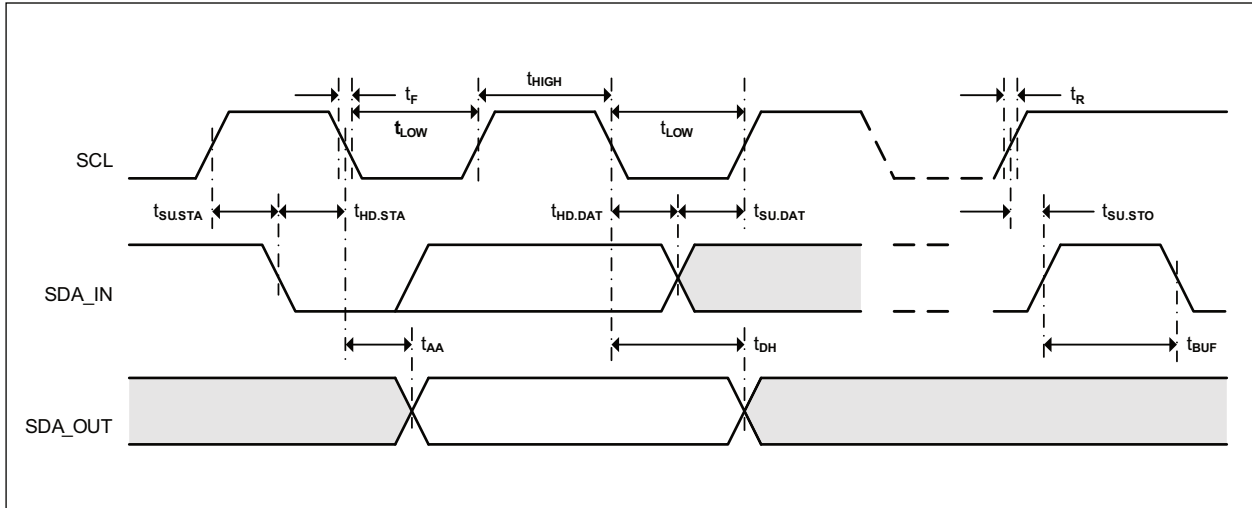 tHIGH
tF
tR
tLOW
tLOW
SCL
tSU.STA
tHD.STA
tHD.DAT
tSU.DAT
tSU.STO
SDA_IN
tAA
tDH
tBUF
SDA_OUT